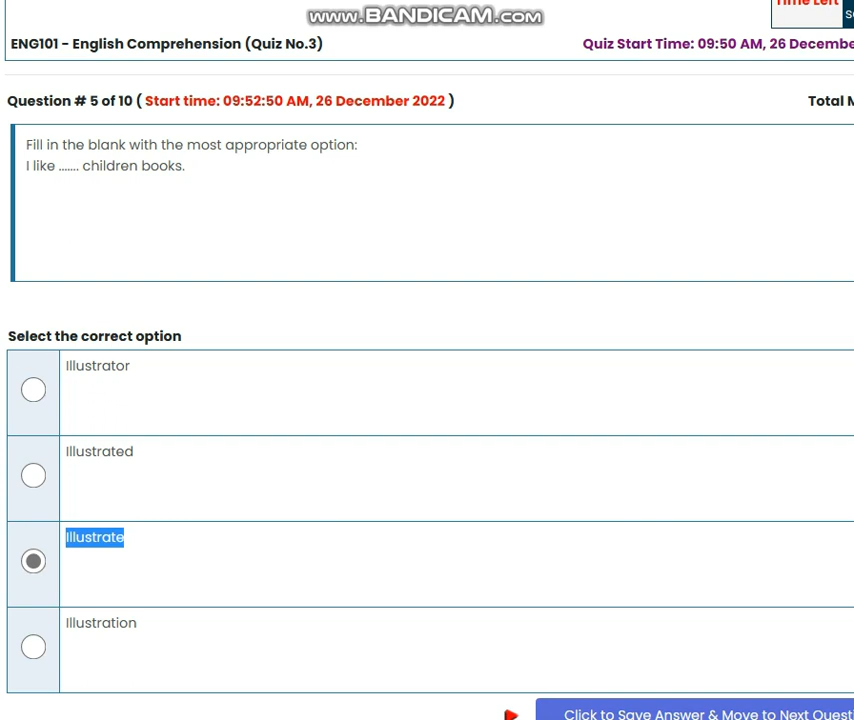 www.BANDICAM.com
Time Left
ENG101 - English Comprehension (Quiz No.3)
Quiz Start Time: 09:50 AM, 26 Decembe
Question # 5 of 10 ( Start time: 09:52:50 AM, 26 December 2022 )
Total M
Fill in the blank with the most appropriate option:
I like ....... children books.
Select the correct option
Illustrator
Illustrated
Illustrate
Illustration
Click to Save Answer & Move to Next Questi